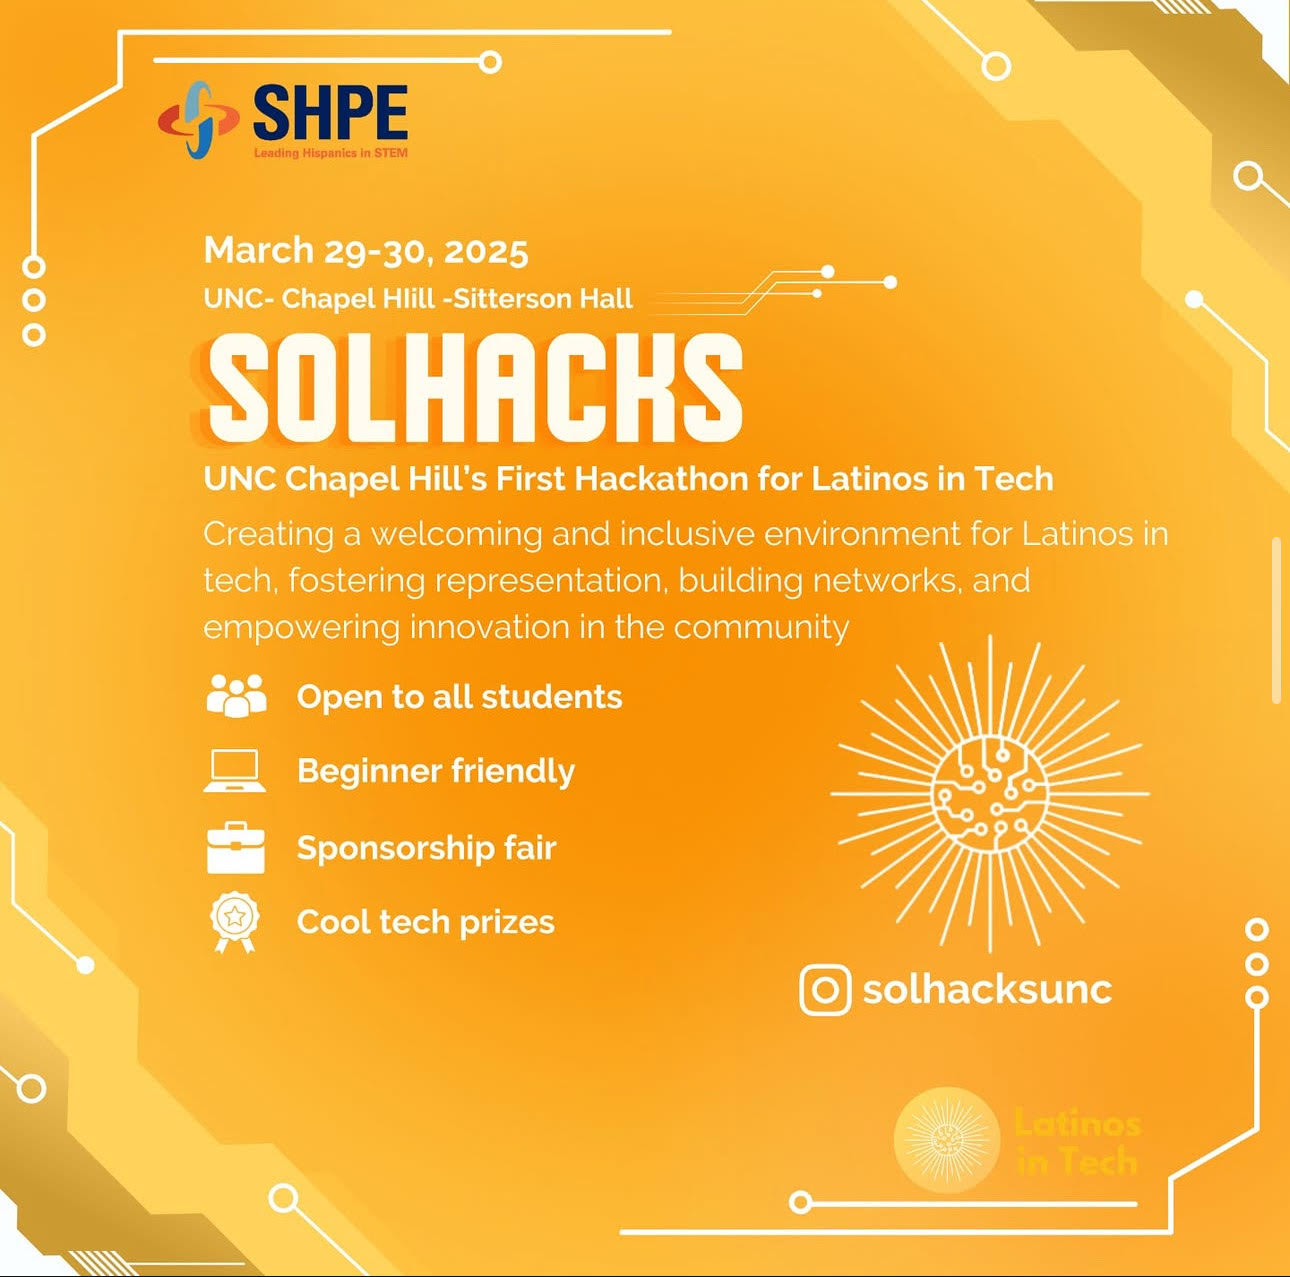 SHPE
Leading Hispanics in STEM
March 29-30, 2025
UNC- Chapel HIill -Sitterson Hall
SOLHACKS
UNC Chapel Hill's First Hackathon for Latinos in Tech
Creating a welcoming and inclusive environment for Latinos in
tech, fostering representation, building networks, and
empowering innovation in the community
Open to all students
Beginner friendly
Sponsorship fair
Cool tech prizes
solhacksunc
Latinos
in Tech